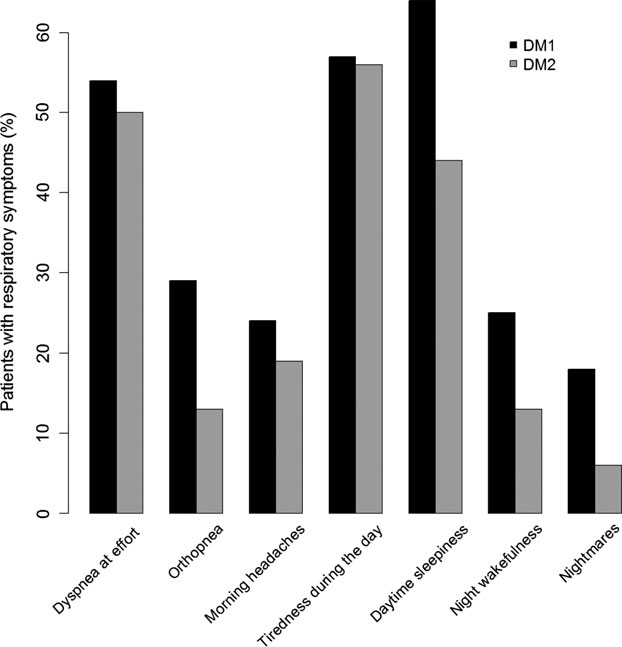 Patients with respiratory symptoms (%)
60
50
40
30
20
10
0
DM1
DM2
Dyspnea at effort
Orthopnea
Morning headaches
Tiredness during the day
Daytime sleepiness
Night wakefulness
Nightmares